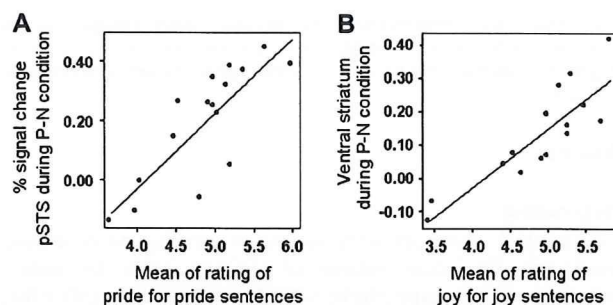 A
B
% signal change
pSTS during P-N condition
0.40
0.20
0.00
4.0 4.5 5.0 5.5 6.0
Mean of rating of
pride for pride sentences
Ventral striatum
during P-N condition
0.40
0.30
0.20
0.10
-0.10
3.5 4.0 4.5 5.0 5.5
Mean of rating of
joy for joy sentences